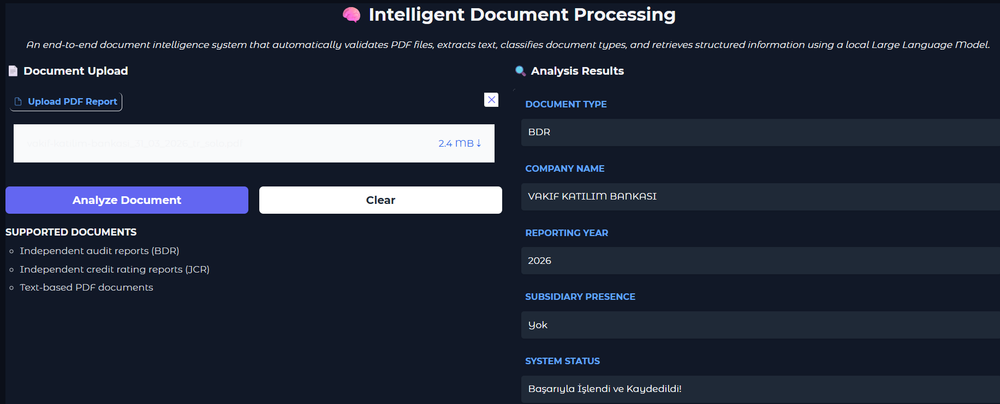 Intelligent Document Processing
An end-to-end document intelligence system that automatically validates PDF files, extracts text, classifies document types, and retrieves structured information using a local Large Language Model.
Document Upload
Upload PDF Report
vakif-katilim-bankasi_31_03_2026_tr_solo.pdf
2.4 MB ⇣
Analyze Document
Clear
SUPPORTED DOCUMENTS
Independent audit reports (BDR)
Independent credit rating reports (JCR)
Text-based PDF documents
Analysis Results
DOCUMENT TYPE
BDR
COMPANY NAME
VAKIF KATILIM BANKASI
REPORTING YEAR
2026
SUBSIDIARY PRESENCE
Yok
SYSTEM STATUS
Başarıyla İşlendi ve Kaydedildi!